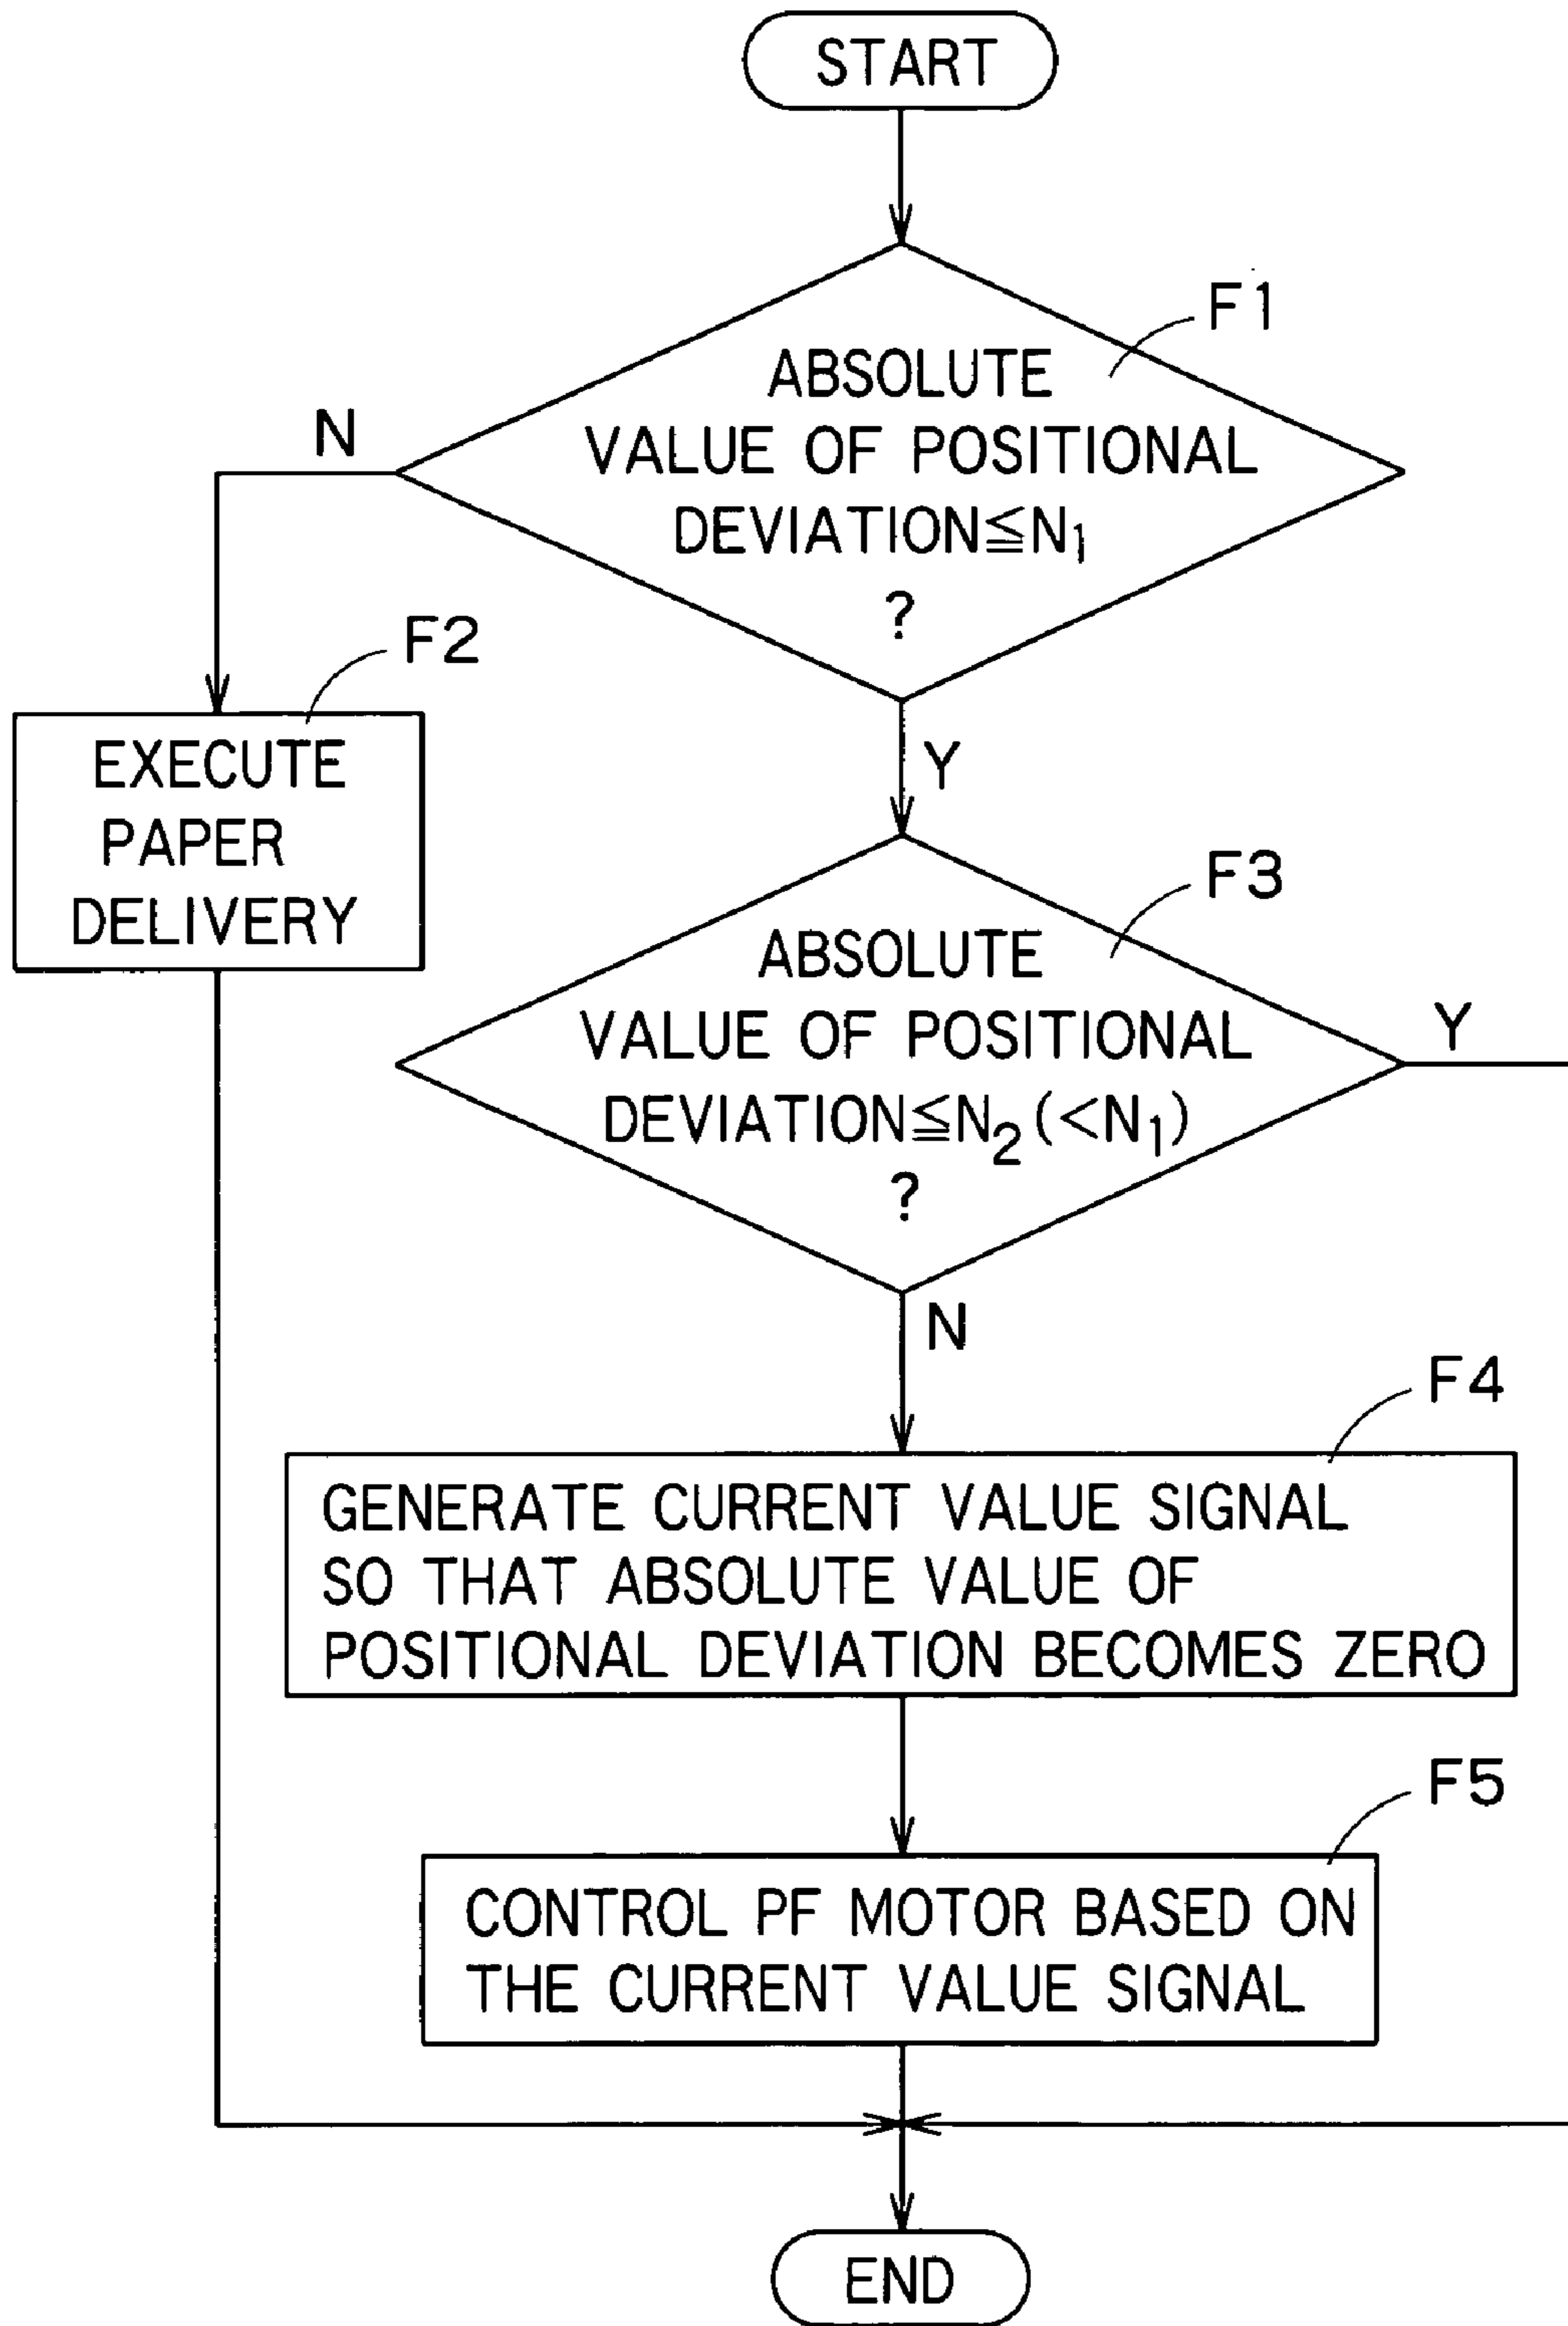 START
F1
ABSOLUTE
VALUE OF POSITIONAL
DEVIATION≦N₁
?
N
Y
F2
EXECUTE
PAPER
DELIVERY
F3
ABSOLUTE
VALUE OF POSITIONAL
DEVIATION≦N₂(<N₁)
?
Y
N
F4
GENERATE CURRENT VALUE SIGNAL
SO THAT ABSOLUTE VALUE OF
POSITIONAL DEVIATION BECOMES ZERO
F5
CONTROL PF MOTOR BASED ON
THE CURRENT VALUE SIGNAL
END